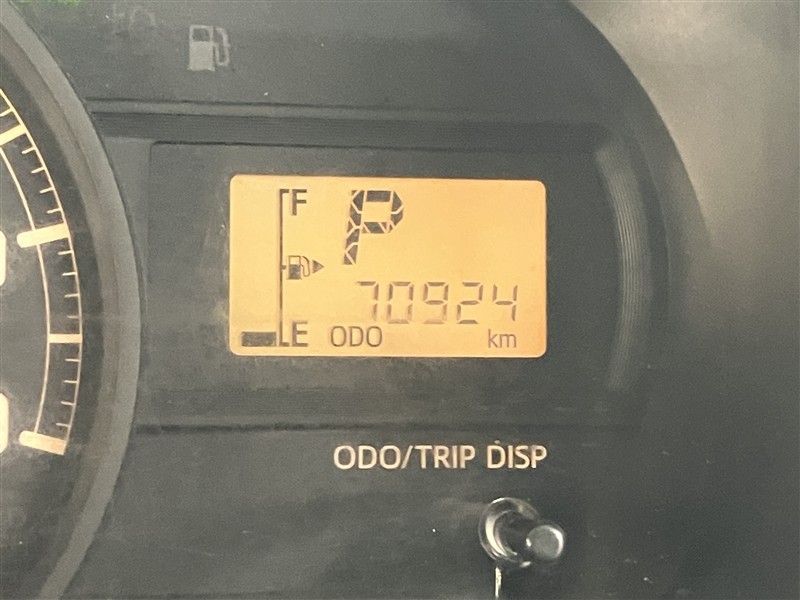 F
P
70924
E ODO km
ODO/TRIP DISP